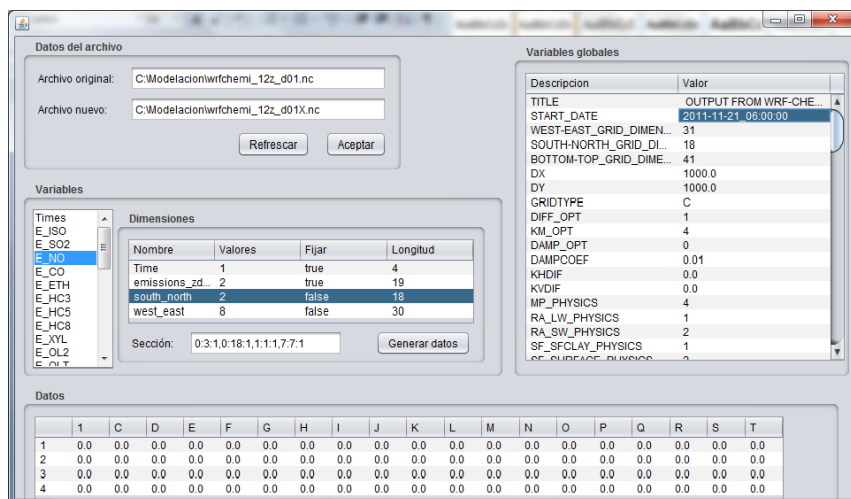 Datos del archivo
Archivo original: C:\Modelacion\wrfchemi_12z_d01.nc
Archivo nuevo: C:\Modelacion\wrfchemi_12z_d01X.nc
Refrescar Aceptar
Variables
Times
E_ISO
E_SO2
E_NO
E_CO
E_ETH
E_HC3
E_HC5
E_HC8
E_XYL
E_OL2
E_OLT
Dimensiones
Nombre Valores Fijar Longitud
Time 1 true 4
emissions_zd... 2 true 19
south_north 2 false 18
west_east 8 false 30
Sección: 0:3:1,0:18:1,1:1:1,7:7:1 Generar datos
Variables globales
Descripcion Valor
TITLE OUTPUT FROM WRF-CHE...
START_DATE 2011-11-21_06:00:00
WEST-EAST_GRID_DIMEN... 31
SOUTH-NORTH_GRID_DI... 18
BOTTOM-TOP_GRID_DIME... 41
DX 1000.0
DY 1000.0
GRIDTYPE C
DIFF_OPT 1
KM_OPT 4
DAMP_OPT 0
DAMPCOEF 0.01
KHDIF 0.0
KVDIF 0.0
MP_PHYSICS 4
RA_LW_PHYSICS 1
RA_SW_PHYSICS 2
SF_SFCLAY_PHYSICS 1
SF_SURFACE_PHYSICS 2
Datos
1 C D E F G H I J K L M N O P Q R S T
1 0.0 0.0 0.0 0.0 0.0 0.0 0.0 0.0 0.0 0.0 0.0 0.0 0.0 0.0 0.0 0.0 0.0 0.0 0.0
2 0.0 0.0 0.0 0.0 0.0 0.0 0.0 0.0 0.0 0.0 0.0 0.0 0.0 0.0 0.0 0.0 0.0 0.0 0.0
3 0.0 0.0 0.0 0.0 0.0 0.0 0.0 0.0 0.0 0.0 0.0 0.0 0.0 0.0 0.0 0.0 0.0 0.0 0.0
4 0.0 0.0 0.0 0.0 0.0 0.0 0.0 0.0 0.0 0.0 0.0 0.0 0.0 0.0 0.0 0.0 0.0 0.0 0.0